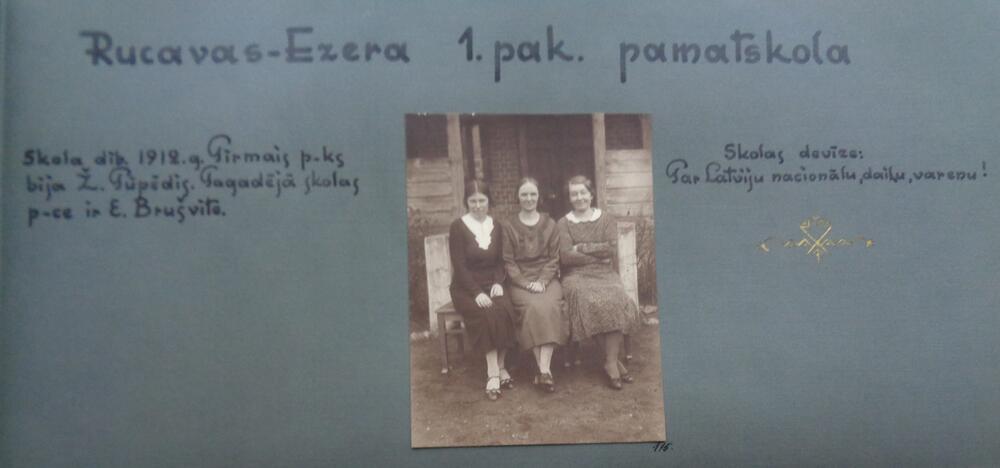 Rucavas-Ezera 1. pak. pamatskola
Skola dib. 1912. g. Pirmais p-ks
bija Ž. Pūpēdis. Tagadējā skolas
p-ce ir E. Brušvite.
Skolas devīze:
Par Latviju nacionālu, daiļu, varenu!